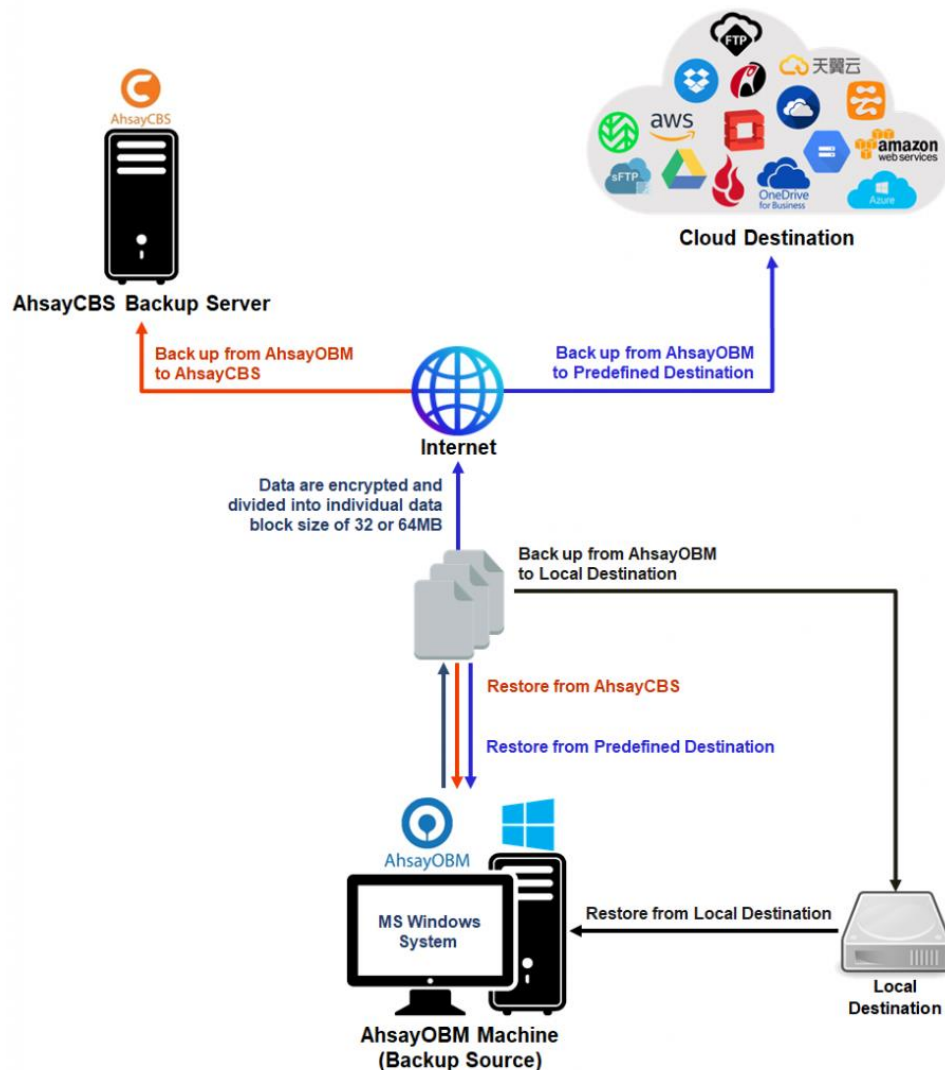 FTP
天翼云
AhsayCBS
aws
amazon
web services
sFTP
OneDrive
for Business
Azure
Cloud Destination
AhsayCBS Backup Server
Back up from AhsayOBM
to AhsayCBS
Back up from AhsayOBM
to Predefined Destination
Internet
Data are encrypted and
divided into individual data
block size of 32 or 64MB
Back up from AhsayOBM
to Local Destination
Restore from AhsayCBS
Restore from Predefined Destination
AhsayOBM
MS Windows
System
Restore from Local Destination
Local
Destination
AhsayOBM Machine
(Backup Source)